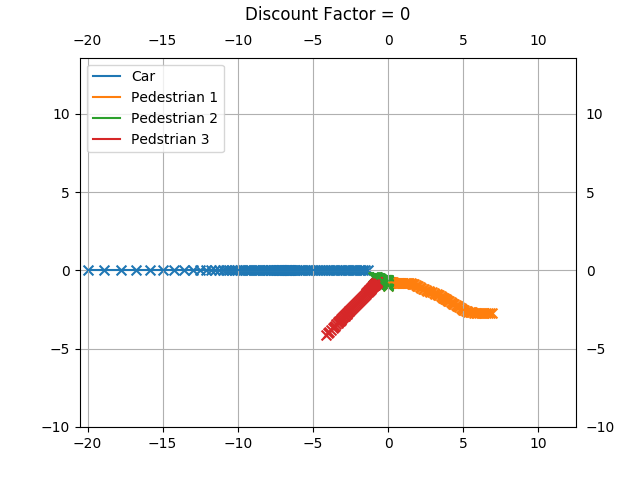 Discount Factor = 0
−20 −15 −10 −5 0 5 10
Car
Pedestrian 1
Pedestrian 2
Pedstrian 3
10 10
5 5
0 0
−5 −5
−10 −10
−20 −15 −10 −5 0 5 10